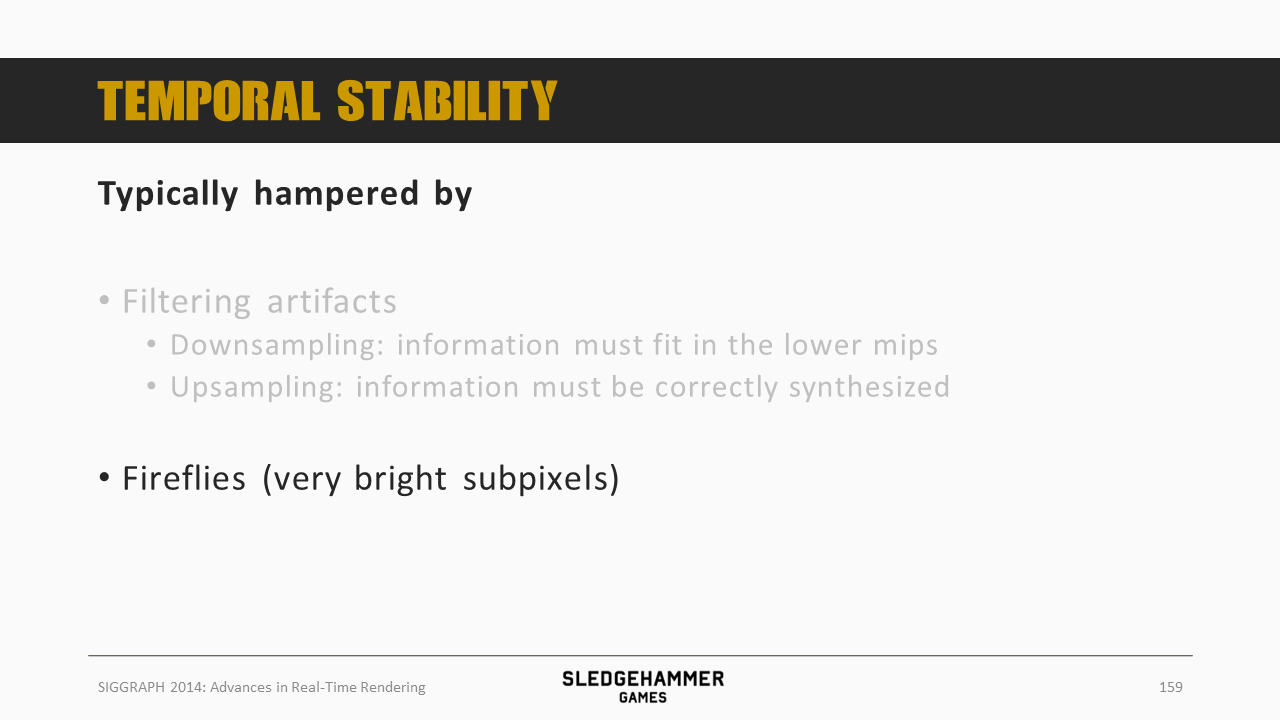 TEMPORAL STABILITY
Typically hampered by
• Filtering artifacts
• Downsampling: information must fit in the lower mips
• Upsampling: information must be correctly synthesized
• Fireflies (very bright subpixels)
SIGGRAPH 2014: Advances in Real-Time Rendering
SLEDGEHAMMER
GAMES
159